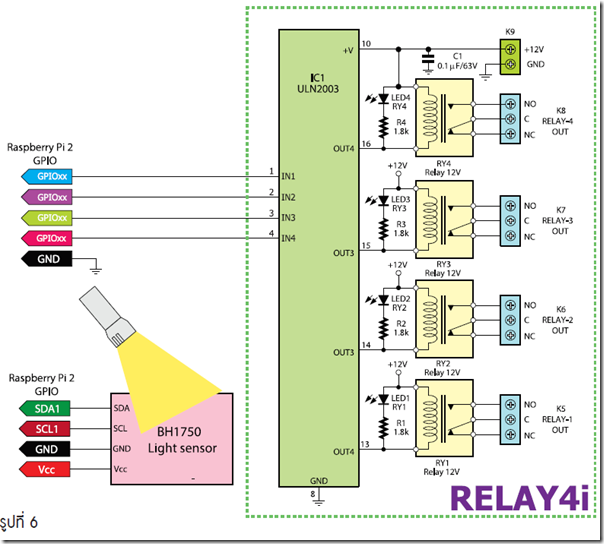 K9
+12V
GND
+V
10
C1
0.1µF/63V
IC1
ULN2003
LED4
RY4
R4
1.8k
OUT4
16
RY4
Relay 12V
NO
C
NC
K8
RELAY-4
OUT
Raspberry Pi 2
GPIO
GPIOxx
1
IN1
GPIOxx
2
IN2
GPIOxx
3
IN3
GPIOxx
4
IN4
GND
+12V
LED3
RY3
R3
1.8k
15
OUT3
RY3
Relay 12V
NO
C
NC
K7
RELAY-3
OUT
+12V
LED2
RY2
R2
1.8k
14
OUT3
RY2
Relay 12V
NO
C
NC
K6
RELAY-2
OUT
+12V
LED1
RY1
R1
1.8k
13
OUT4
RY1
Relay 12V
NO
C
NC
K5
RELAY-1
OUT
Raspberry Pi 2
GPIO
SDA1
SDA
SCL1
SCL
GND
GND
Vcc
Vcc
BH1750
Light sensor
GND
8
RELAY4i
รูปที่ 6